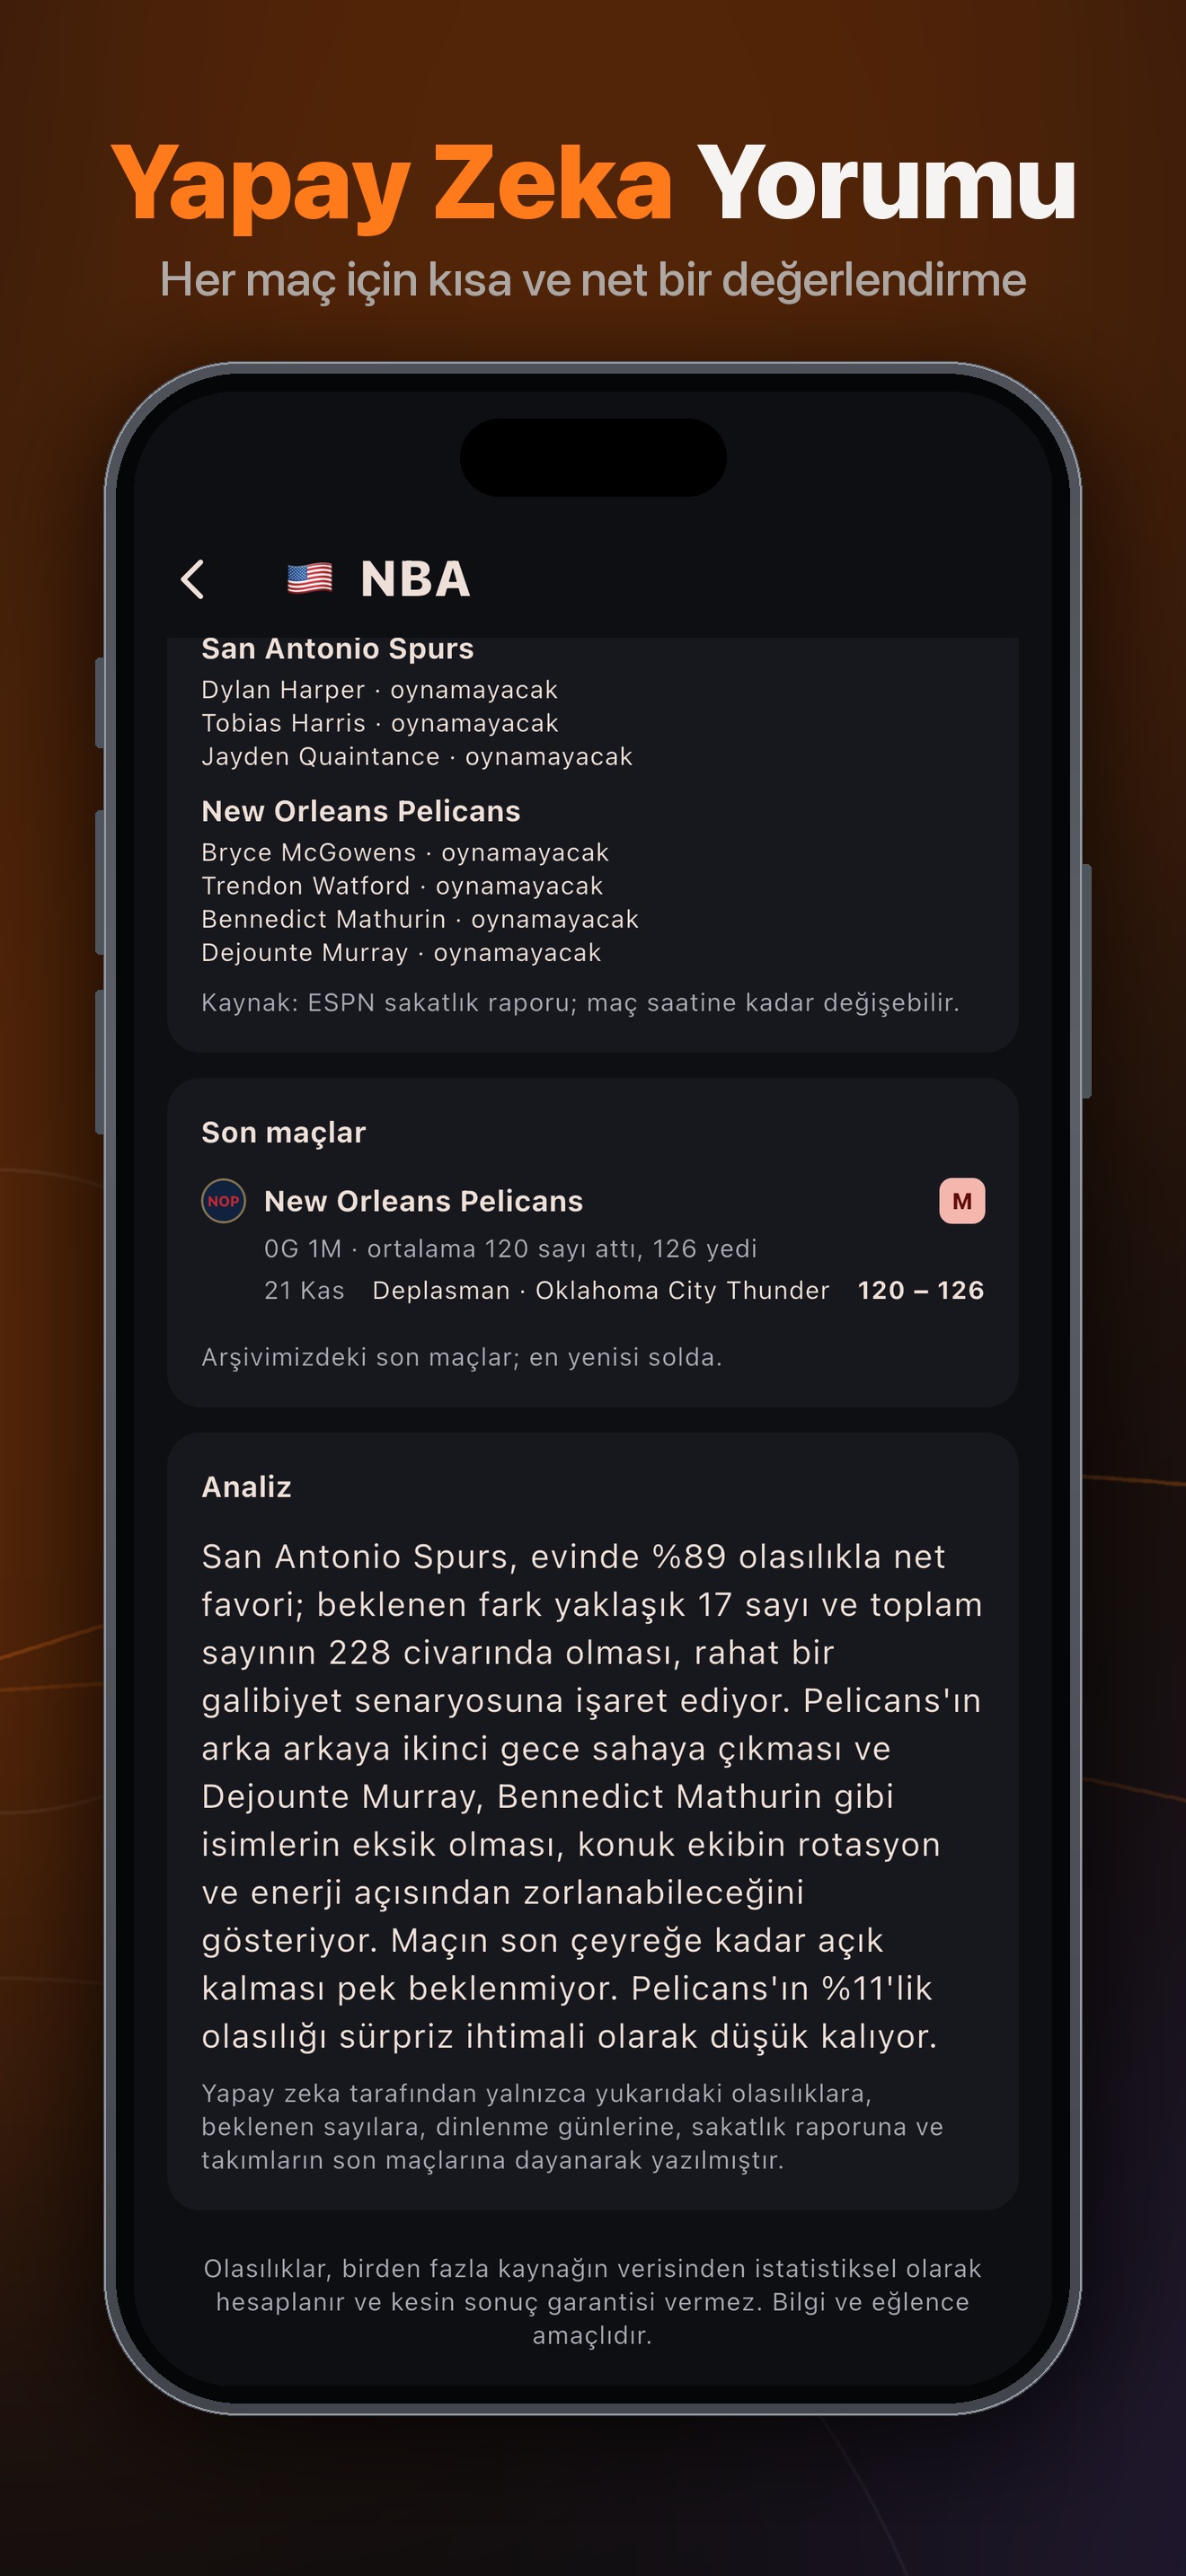 Yapay Zeka Yorumu
Her maç için kısa ve net bir değerlendirme
NBA
San Antonio Spurs
Dylan Harper · oynamayacak
Tobias Harris · oynamayacak
Jayden Quaintance · oynamayacak
New Orleans Pelicans
Bryce McGowens · oynamayacak
Trendon Watford · oynamayacak
Bennedict Mathurin · oynamayacak
Dejounte Murray · oynamayacak
Kaynak: ESPN sakatlık raporu; maç saatine kadar değişebilir.
Son maçlar
NOP New Orleans Pelicans M
0G 1M · ortalama 120 sayı attı, 126 yedi
21 Kas Deplasman · Oklahoma City Thunder 120 – 126
Arşivimizdeki son maçlar; en yenisi solda.
Analiz
San Antonio Spurs, evinde %89 olasılıkla net
favori; beklenen fark yaklaşık 17 sayı ve toplam
sayının 228 civarında olması, rahat bir
galibiyet senaryosuna işaret ediyor. Pelicans'ın
arka arkaya ikinci gece sahaya çıkması ve
Dejounte Murray, Bennedict Mathurin gibi
isimlerin eksik olması, konuk ekibin rotasyon
ve enerji açısından zorlanabileceğini
gösteriyor. Maçın son çeyreğe kadar açık
kalması pek beklenmiyor. Pelicans'ın %11'lik
olasılığı sürpriz ihtimali olarak düşük kalıyor.
Yapay zeka tarafından yalnızca yukarıdaki olasılıklara,
beklenen sayılara, dinlenme günlerine, sakatlık raporuna ve
takımların son maçlarına dayanarak yazılmıştır.
Olasılıklar, birden fazla kaynağın verisinden istatistiksel olarak
hesaplanır ve kesin sonuç garantisi vermez. Bilgi ve eğlence
amaçlıdır.